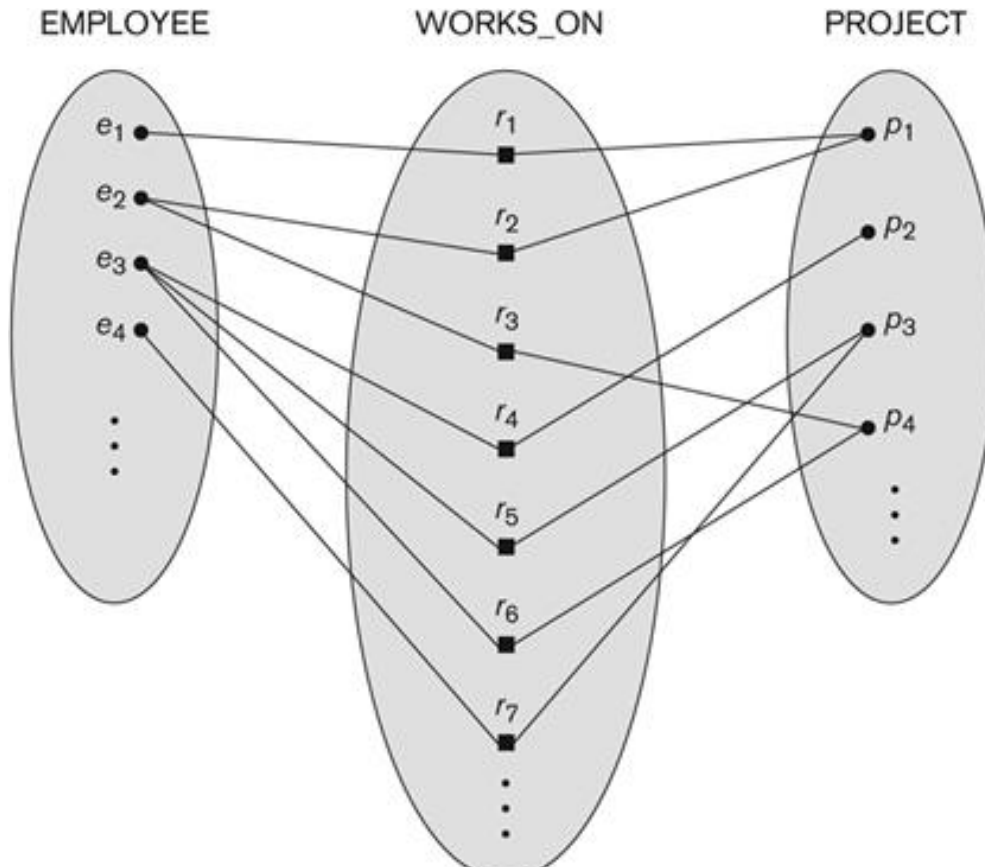 EMPLOYEE WORKS_ON PROJECT
e1 r1 p1
e2 r2 p2
e3 r3 p3
e4 r4 p4
r5
r6
r7